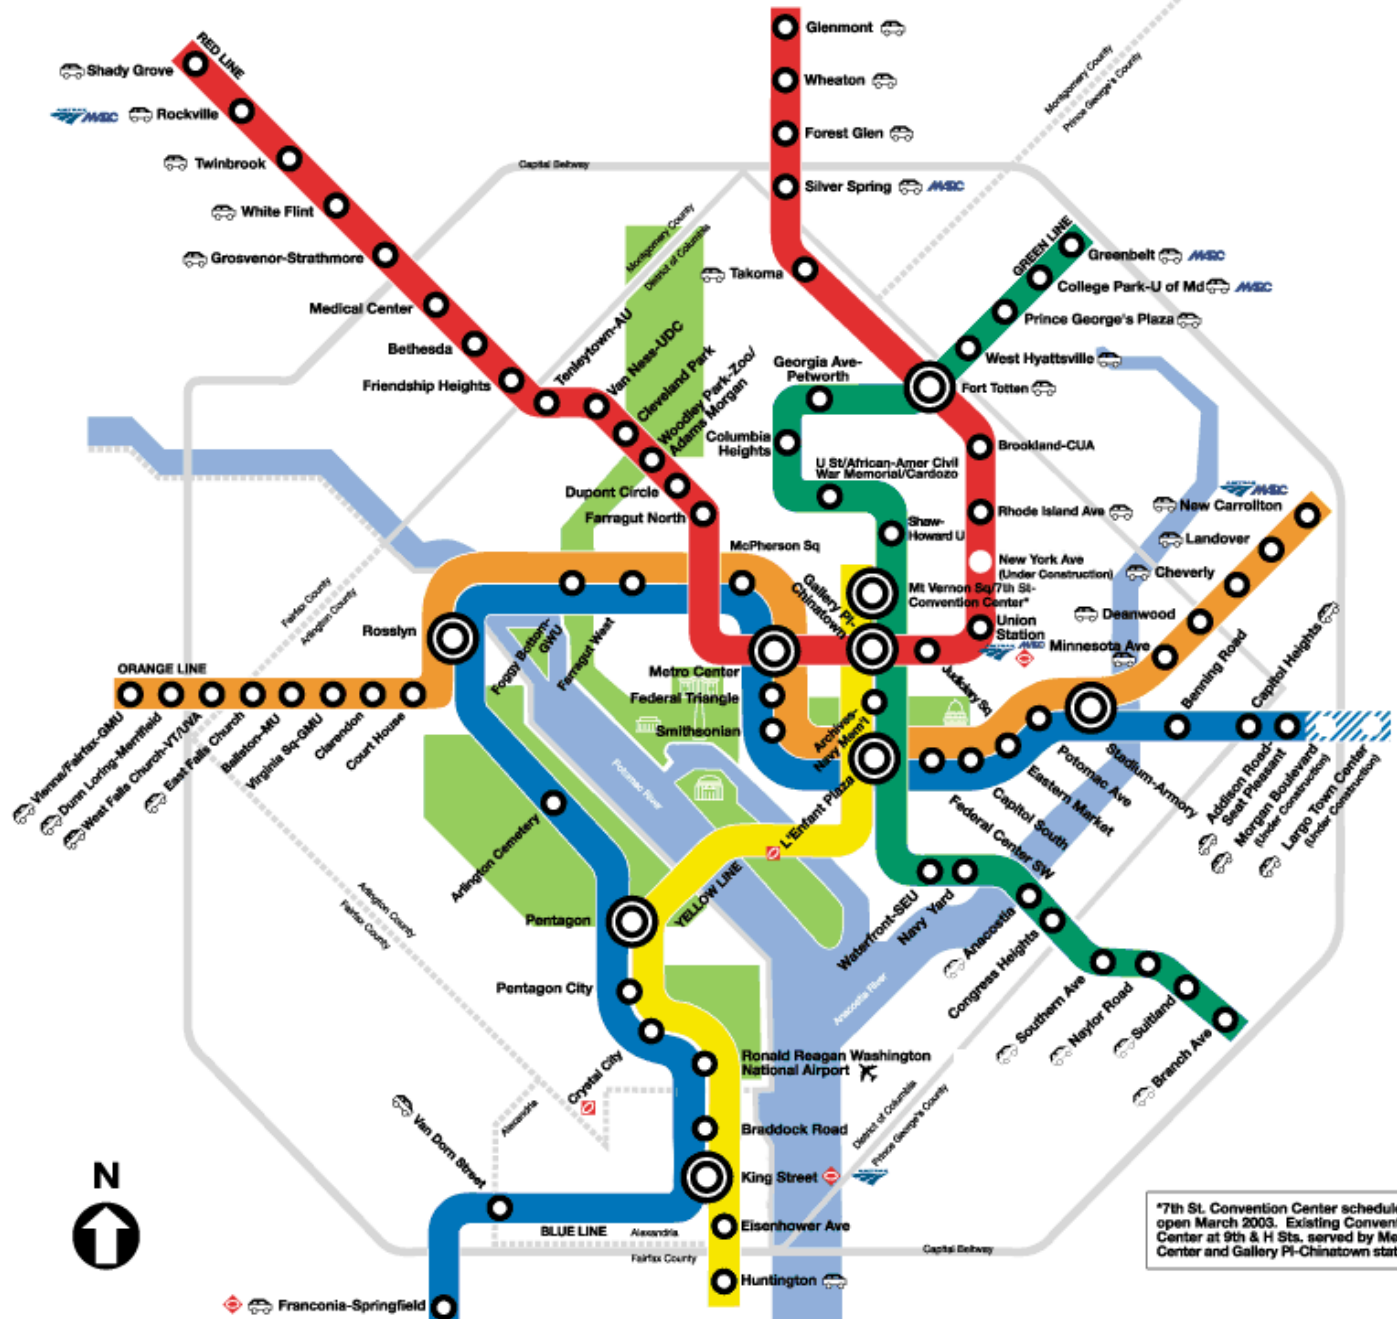 RED LINE
Shady Grove
Rockville
Twinbrook
White Flint
Grosvenor-Strathmore
Medical Center
Bethesda
Friendship Heights
Tenleytown-AU
Van Ness-UDC
Cleveland Park
Woodley Park-Zoo/
Adams Morgan
Dupont Circle
Farragut North
Glenmont
Wheaton
Forest Glen
Silver Spring
MARC
Takoma
Capital Beltway
Montgomery County
District of Columbia
Montgomery County
Prince George's County
GREEN LINE
Greenbelt
MARC
College Park-U of Md
MARC
Prince George's Plaza
West Hyattsville
Fort Totten
Georgia Ave-
Petworth
Columbia
Heights
U St/African-Amer Civil
War Memorial/Cardozo
Shaw-
Howard U
Brookland-CUA
Rhode Island Ave
New York Ave
(Under Construction)
Mt Vernon Sq/7th St-
Convention Center*
Union
Station
MARC
Judiciary Sq
Gallery Pl-
Chinatown
McPherson Sq
Metro Center
Federal Triangle
Smithsonian
Archives-
Navy Mem'l
L'Enfant Plaza
New Carrollton
MARC
Landover
Cheverly
Deanwood
Minnesota Ave
Benning Road
Capitol Heights
Addison Road-
Seat Pleasant
Morgan Boulevard
(Under Construction)
Largo Town Center
(Under Construction)
Stadium-Armory
Potomac Ave
Eastern Market
Capitol South
Federal Center SW
Fairfax County
Arlington County
Rosslyn
Foggy Bottom-
GWU
Farragut West
ORANGE LINE
Vienna/Fairfax-GMU
Dunn Loring-Merrifield
West Falls Church-VT/UVA
East Falls Church
Ballston-MU
Virginia Sq-GMU
Clarendon
Court House
Potomac River
Arlington Cemetery
Arlington County
Fairfax County
Pentagon
YELLOW LINE
Pentagon City
Crystal City
Ronald Reagan Washington
National Airport
Braddock Road
King Street
Eisenhower Ave
Huntington
Waterfront-SEU
Navy Yard
Anacostia
Congress Heights
Southern Ave
Naylor Road
Suitland
Branch Ave
Anacostia River
District of Columbia
Prince George's County
Alexandria
Van Dorn Street
BLUE LINE
Alexandria
Fairfax County
Capital Beltway
Franconia-Springfield
N
*7th St. Convention Center schedule
open March 2003. Existing Convent
Center at 9th & H Sts. served by Me
Center and Gallery Pl-Chinatown stat